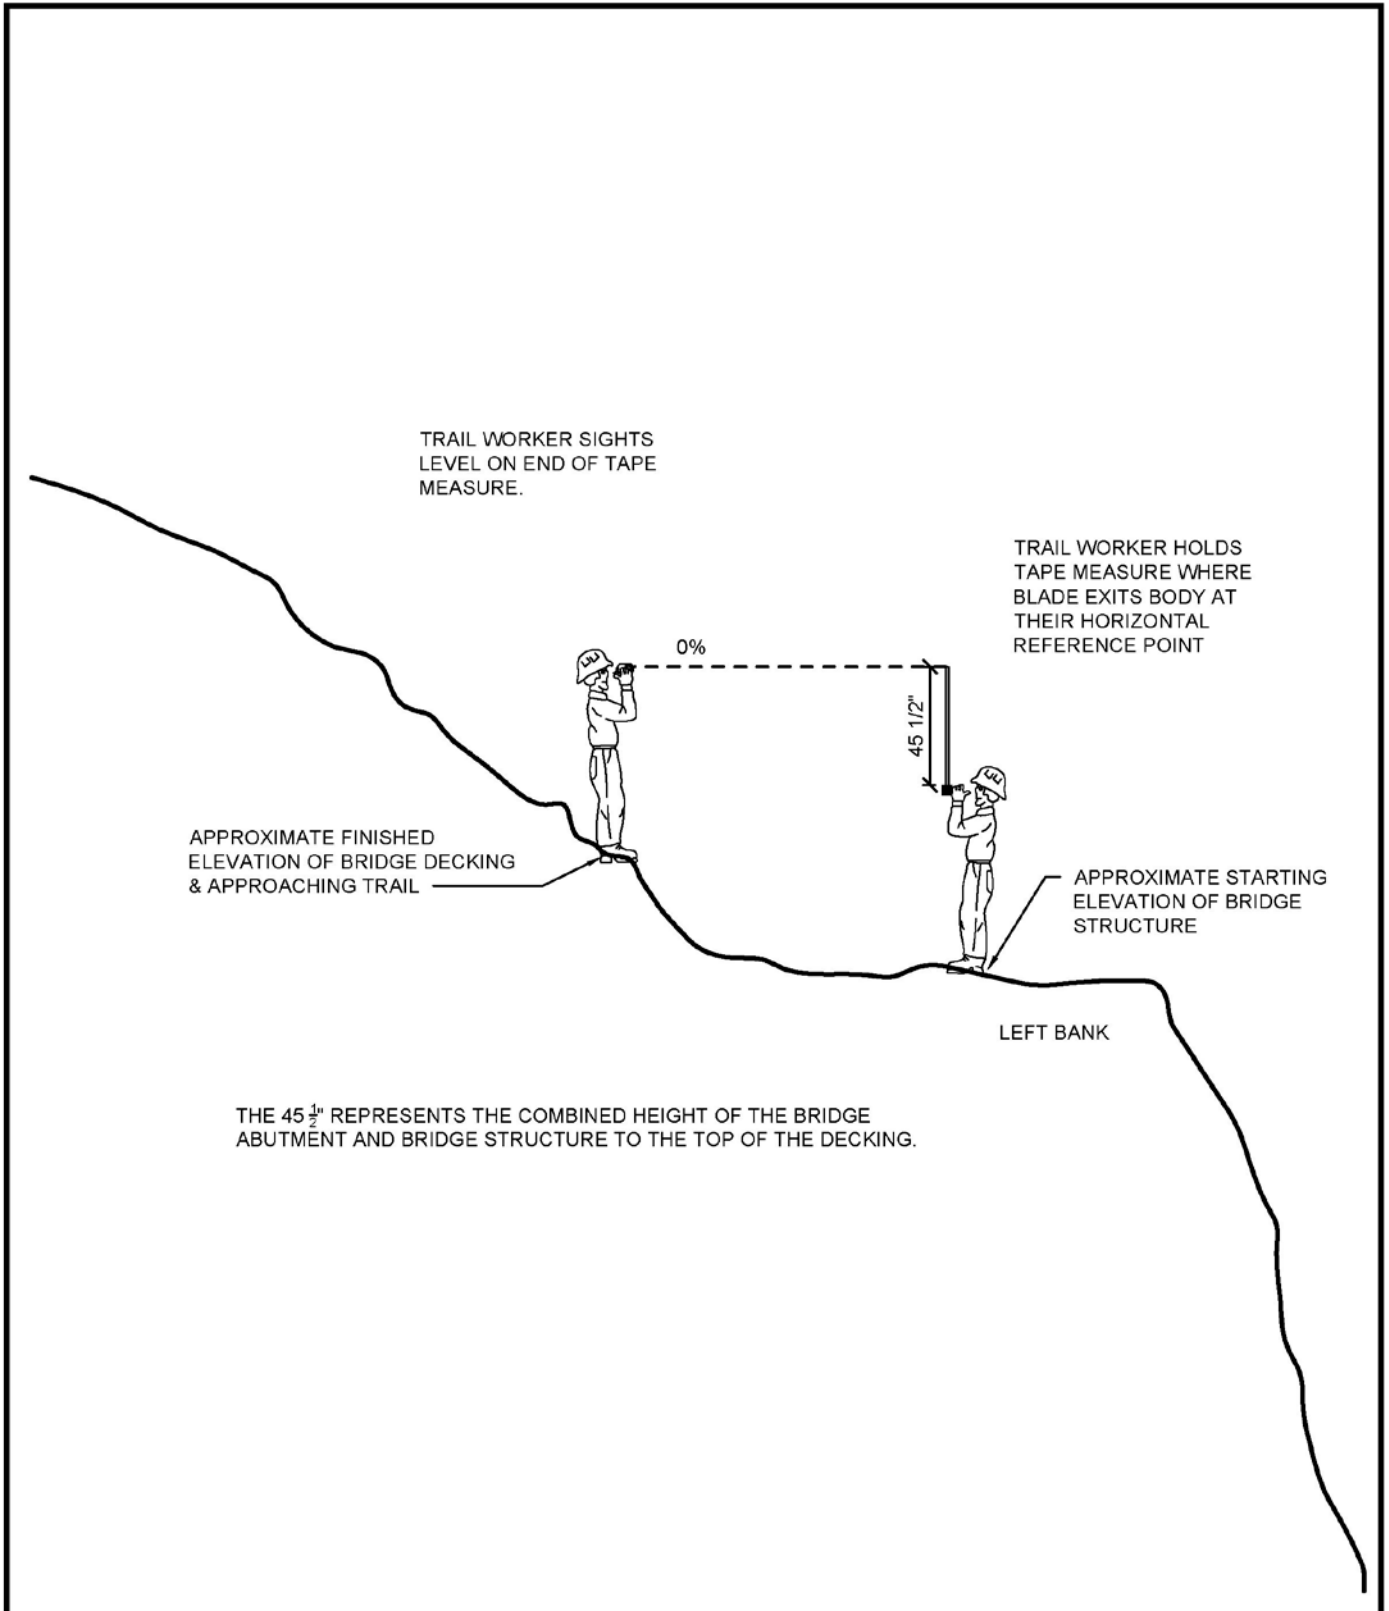 TRAIL WORKER SIGHTS
LEVEL ON END OF TAPE
MEASURE.
TRAIL WORKER HOLDS
TAPE MEASURE WHERE
BLADE EXITS BODY AT
THEIR HORIZONTAL
REFERENCE POINT
0%
45 1/2"
APPROXIMATE FINISHED
ELEVATION OF BRIDGE DECKING
& APPROACHING TRAIL
APPROXIMATE STARTING
ELEVATION OF BRIDGE
STRUCTURE
LEFT BANK
THE 45 1/2" REPRESENTS THE COMBINED HEIGHT OF THE BRIDGE
ABUTMENT AND BRIDGE STRUCTURE TO THE TOP OF THE DECKING.